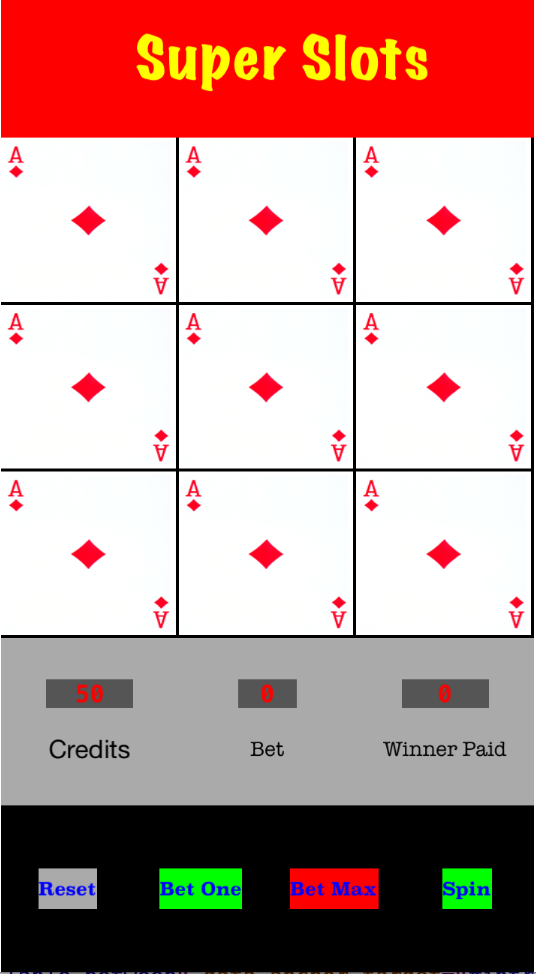 Super Slots
A A A
A A A
A A A
A A A
A A A
A A A
50 0 0
Credits Bet Winner Paid
Reset Bet One Bet Max Spin